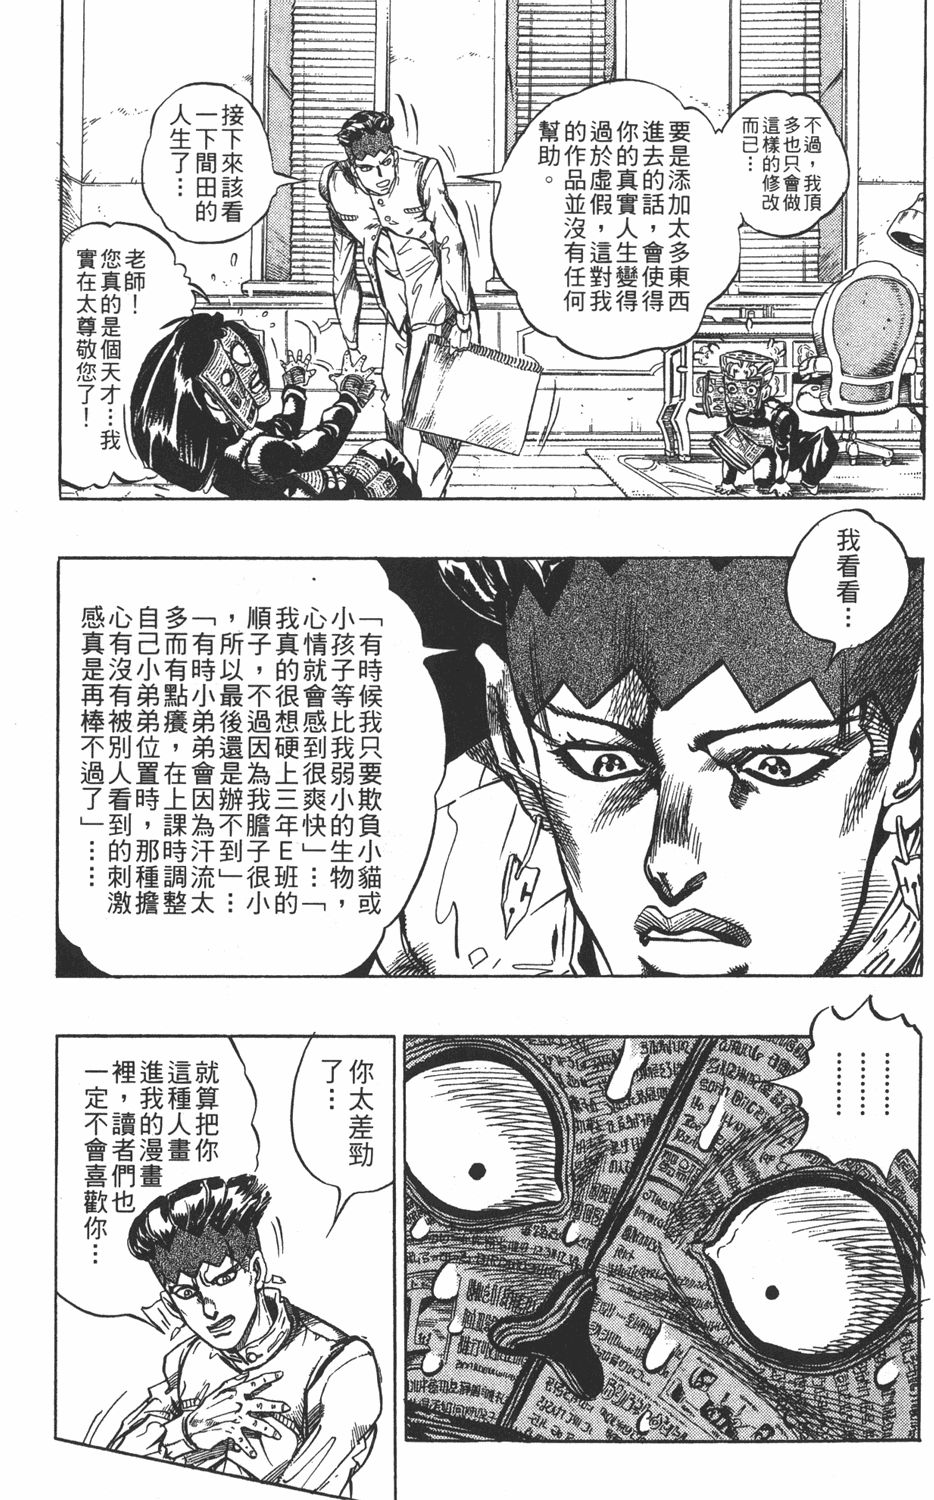 不過，我頂
多也只會做
這樣的修改
而已…
要是添加太多東西
進去的話，會使得
你的真實人生變得
過於虛假，這對我
的作品並沒有任何
幫助。
接下來該看
一下間田的
人生了…
老師！
您真的是個天才…我
實在太尊敬您了！
我看看…
「有時候我只要欺負小貓或
小孩子等比我弱小的生物，
心情就會感到很爽快」…「
我真的很想硬上三年E班的
順子，不過因為我膽子很小
，所以最後還是辦不到」…
「有時小弟弟會因為汗流太
多而有點癢，在上課時調整
自己小弟弟位置時，那種擔
心有沒有被別人看到的刺激
感真是再棒不過了」……
…………
…………
你太差勁
了…
就算把你
這種人畫
進我的漫畫
裡，讀者們也
一定不會喜歡你…